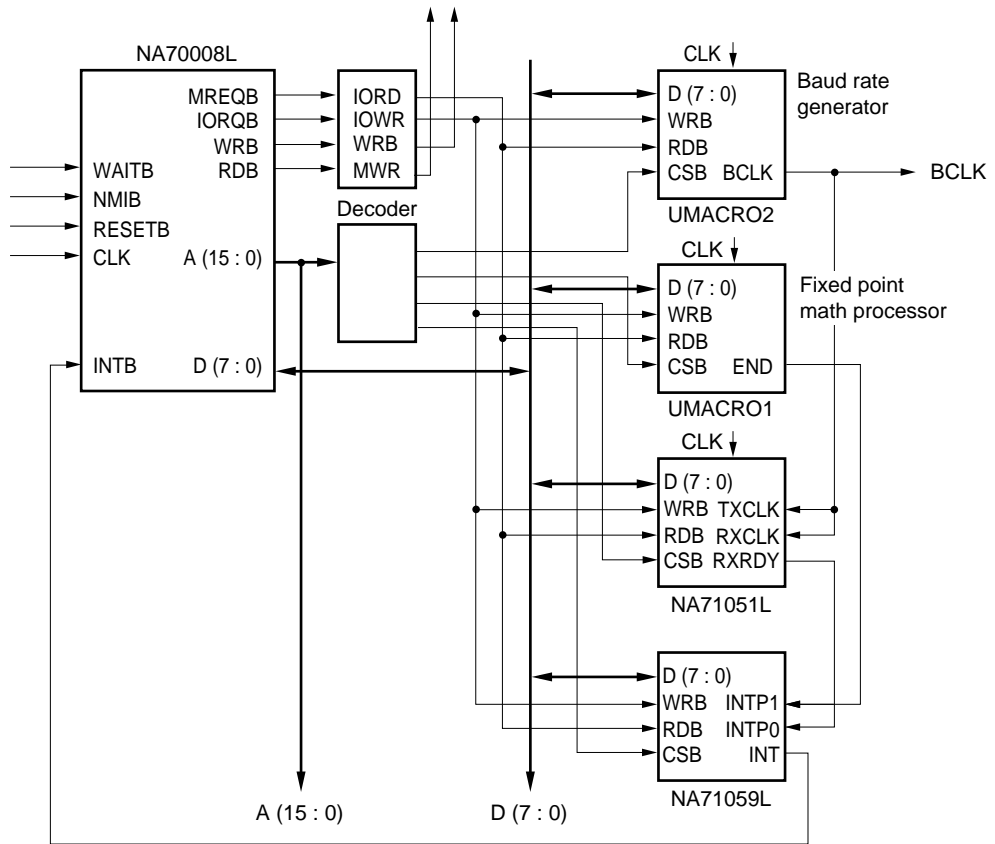 NA70008L
MREQB
IORQB
WRB
RDB
WAITB
NMIB
RESETB
CLK
A (15 : 0)
INTB
D (7 : 0)
IORD
IOWR
WRB
MWR
Decoder
CLK
D (7 : 0)
WRB
RDB
CSB BCLK
UMACRO2
Baud rate
generator
BCLK
CLK
D (7 : 0)
WRB
RDB
CSB END
UMACRO1
Fixed point
math processor
CLK
D (7 : 0)
WRB TXCLK
RDB RXCLK
CSB RXRDY
NA71051L
D (7 : 0)
WRB INTP1
RDB INTP0
CSB INT
NA71059L
A (15 : 0)
D (7 : 0)